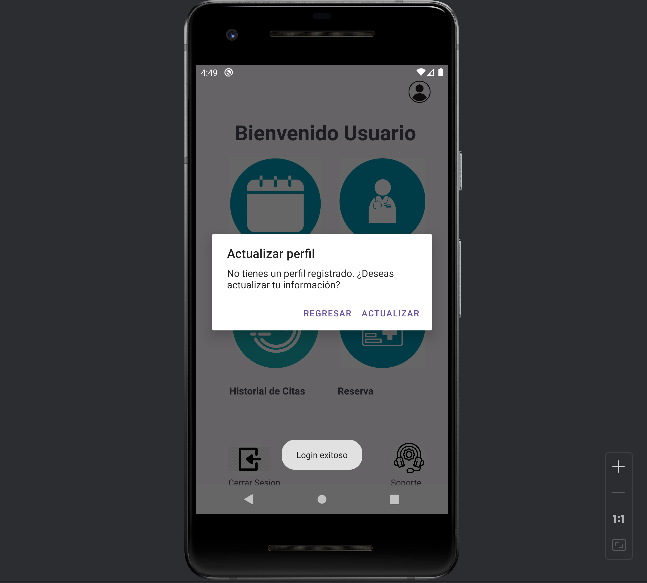 4:49
Bienvenido Usuario
Actualizar perfil
No tienes un perfil registrado. ¿Deseas
actualizar tu información?
REGRESAR ACTUALIZAR
Historial de Citas Reserva
Login exitoso
Cerrar Sesion Soporte
1:1